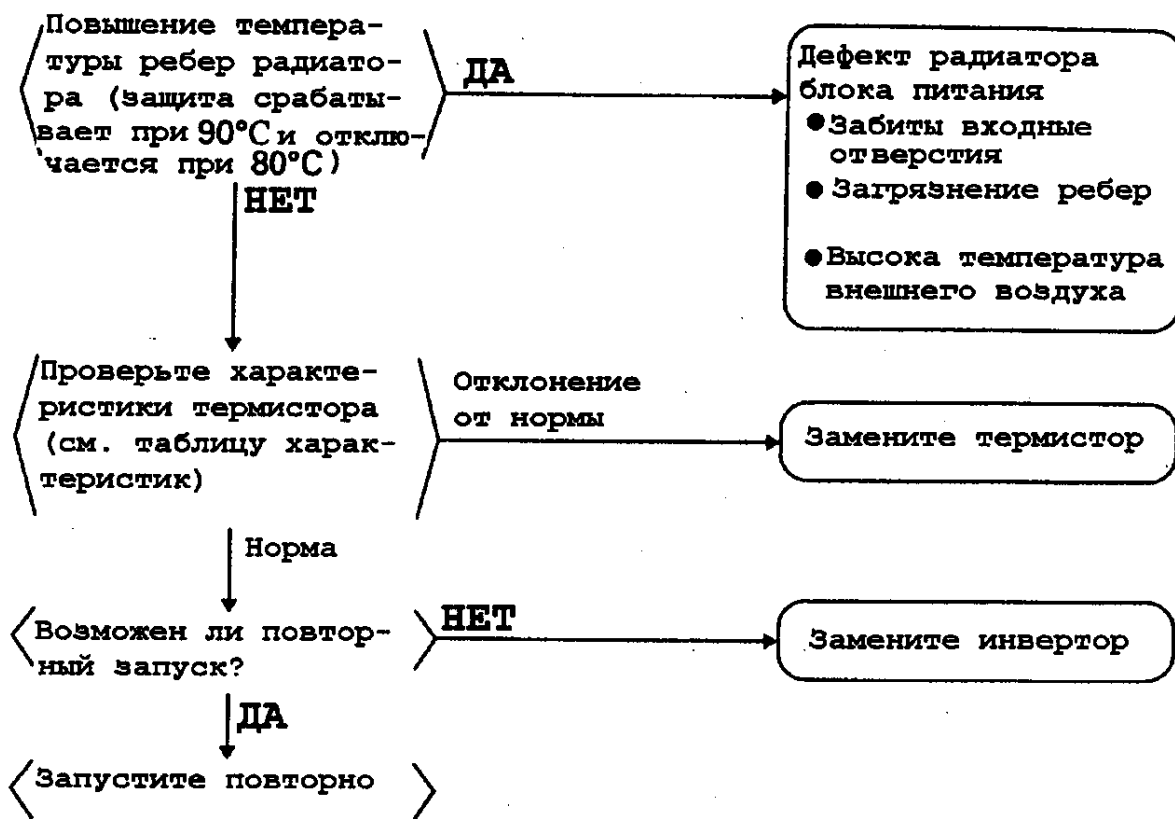 Повышение темпера-
туры ребер радиато-
ра (защита срабаты-
вает при 90°C и отклю-
чается при 80°C)
ДА
Дефект радиатора
блока питания
●Забиты входные
отверстия
●Загрязнение ребер
●Высока температура
внешнего воздуха
НЕТ
Проверьте характе-
ристики термистора
(см. таблицу харак-
теристик)
Отклонение
от нормы
Замените термистор
Норма
Возможен ли повтор-
ный запуск?
НЕТ
Замените инвертор
ДА
Запустите повторно